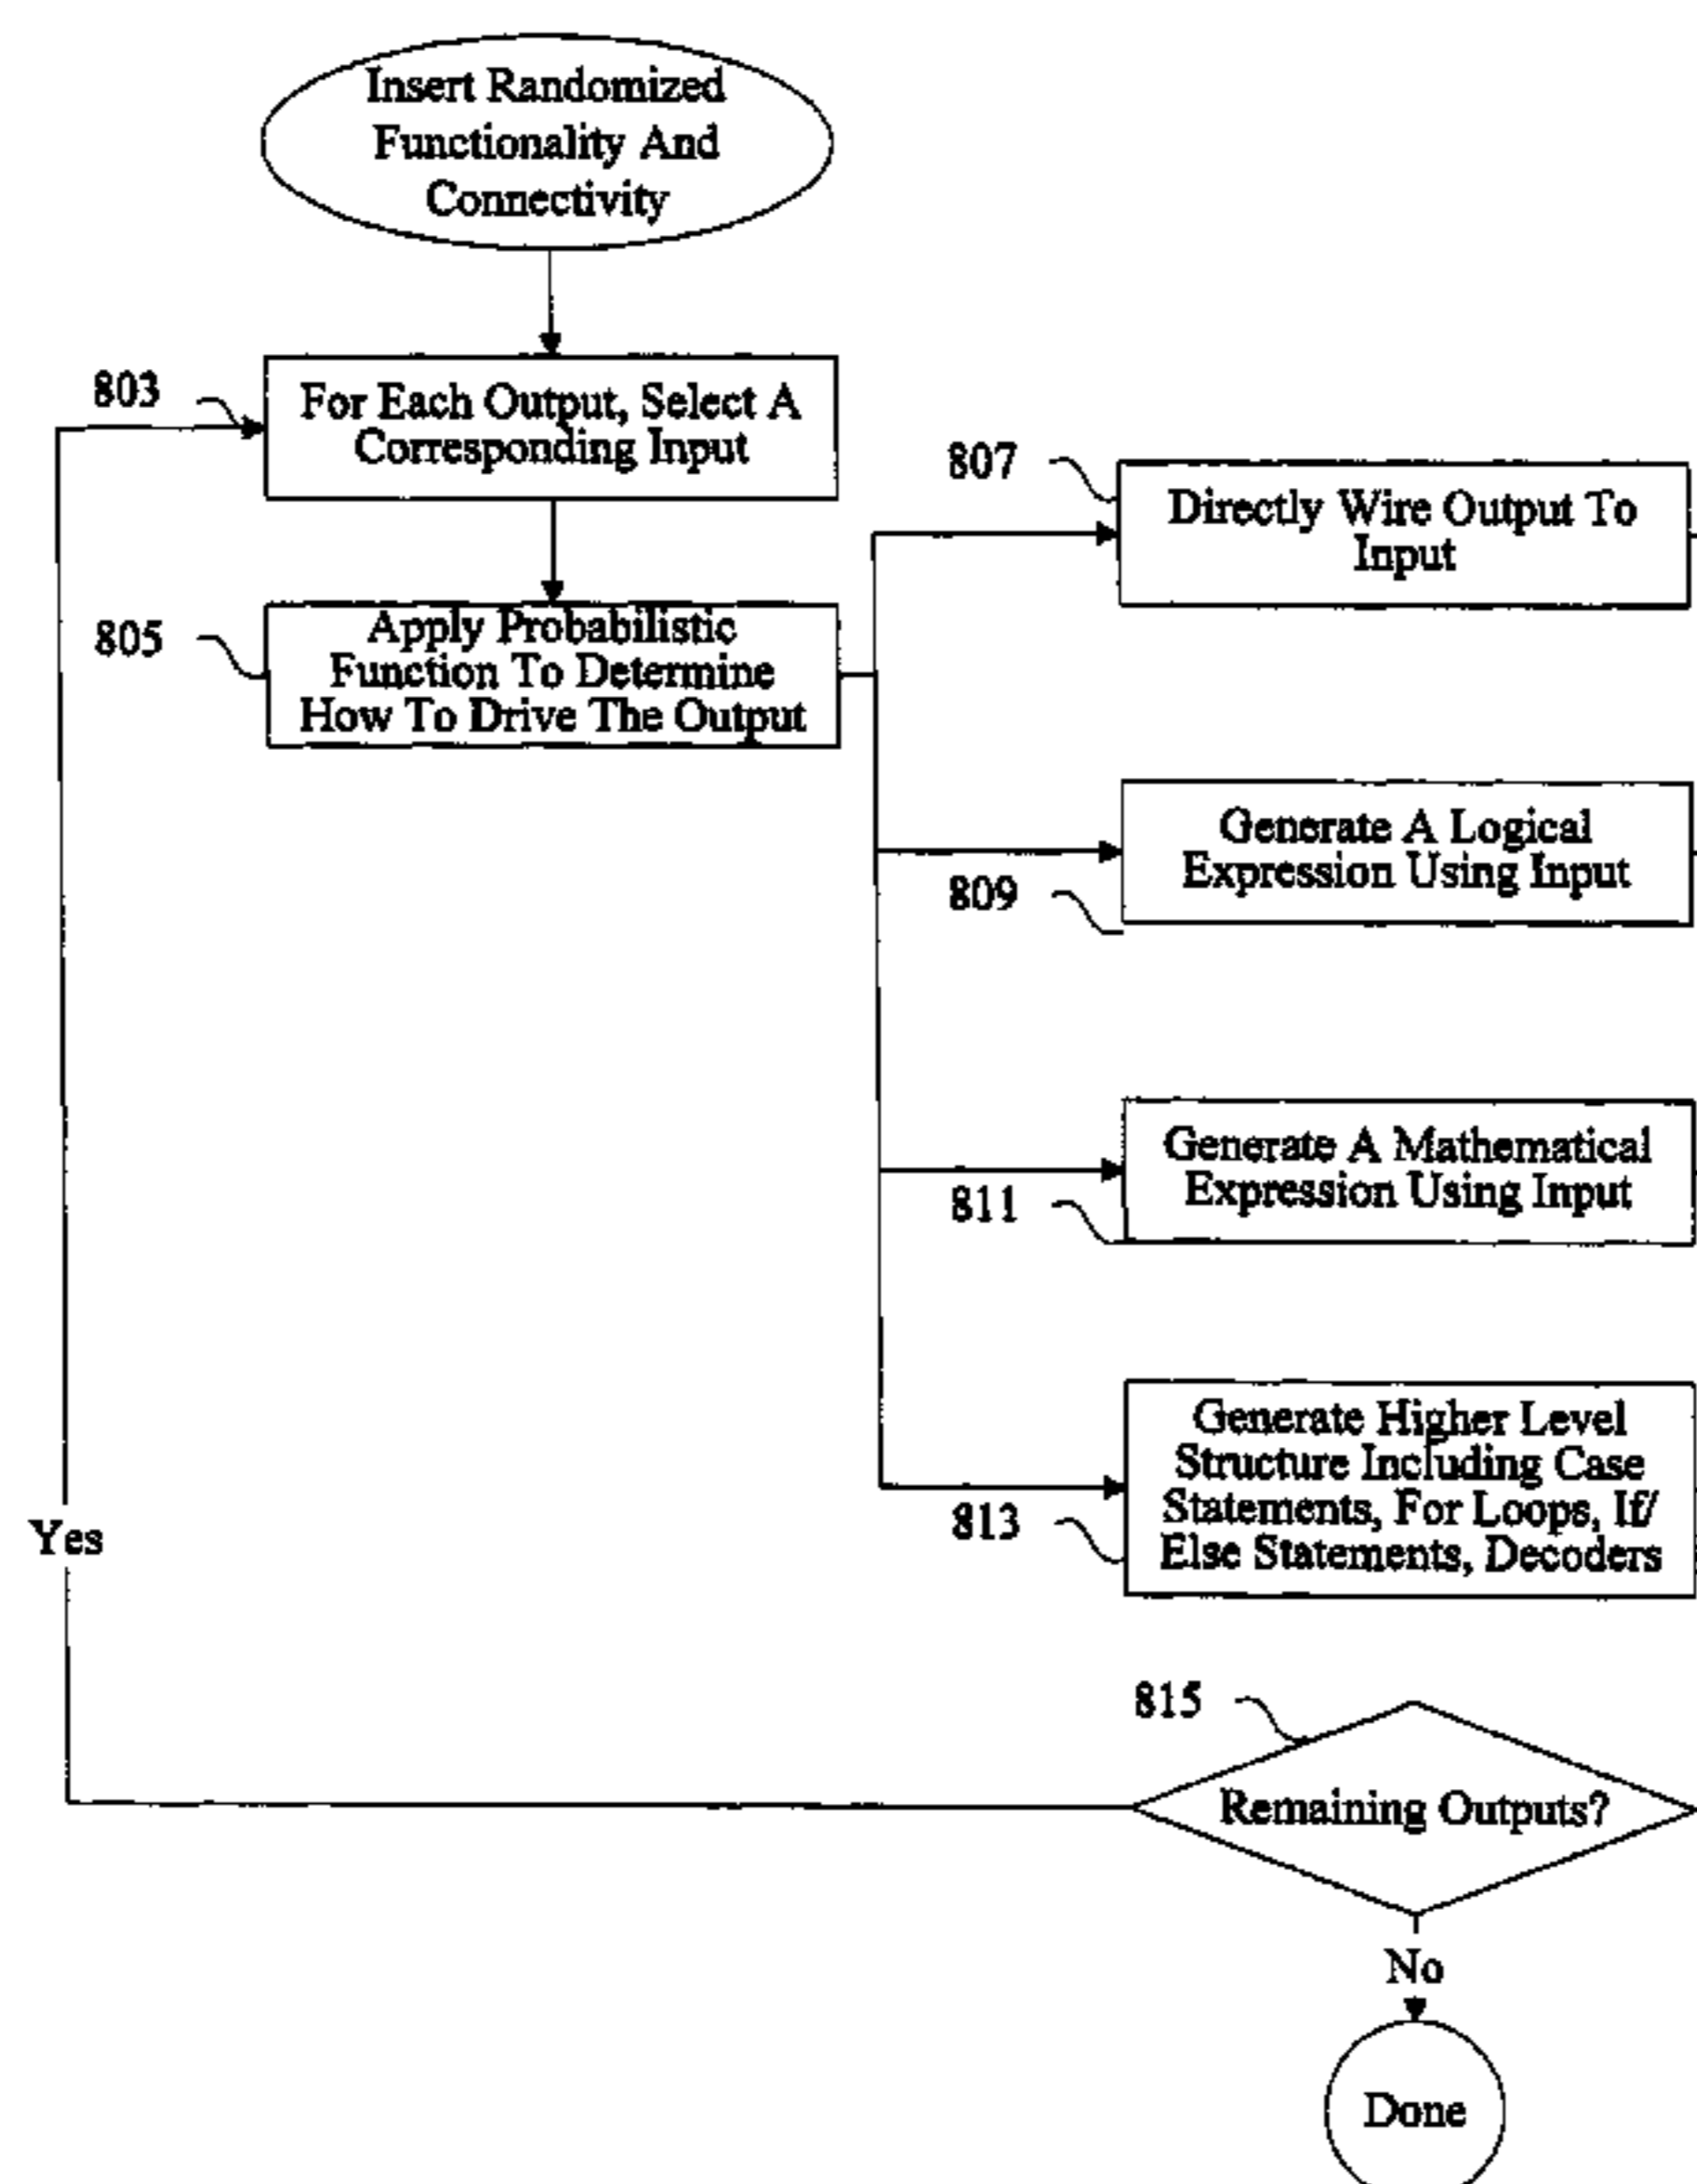 Insert Randomized
Functionality And
Connectivity
803
For Each Output, Select A
Corresponding Input
805
Apply Probabilistic
Function To Determine
How To Drive The Output
807
Directly Wire Output To
Input
Generate A Logical
Expression Using Input
809
Generate A Mathematical
Expression Using Input
811
Generate Higher Level
Structure Including Case
Statements, For Loops, If/
Else Statements, Decoders
813
Yes
815
Remaining Outputs?
No
Done